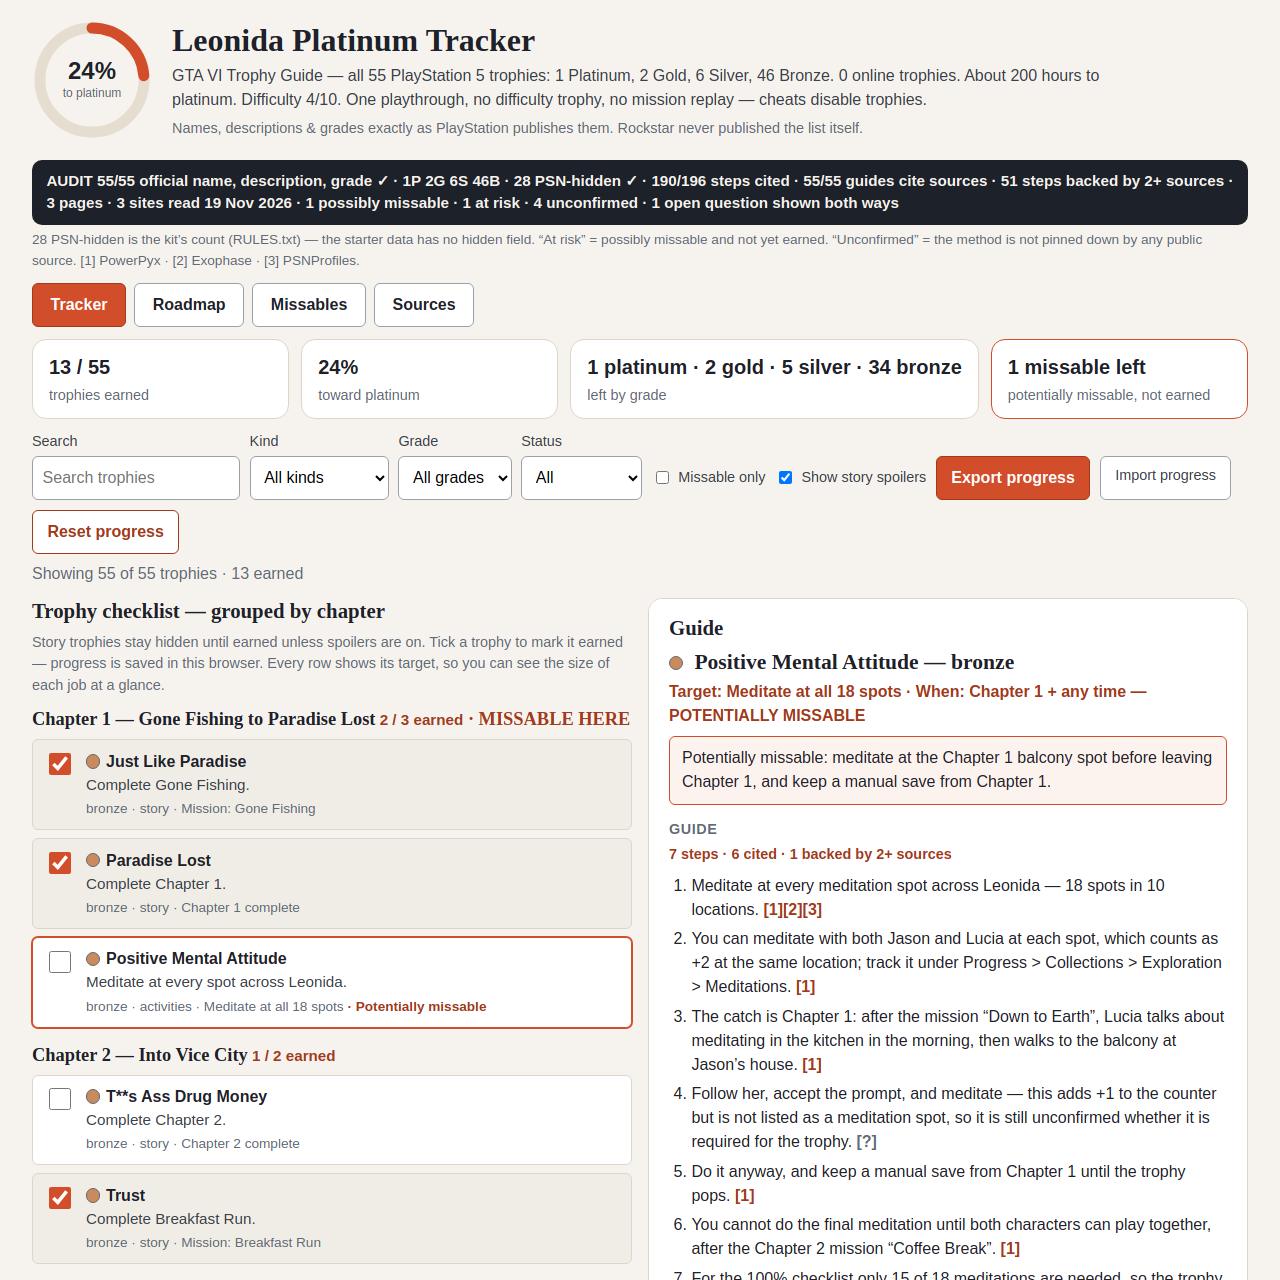 24%
to platinum
Leonida Platinum Tracker
GTA VI Trophy Guide — all 55 PlayStation 5 trophies: 1 Platinum, 2 Gold, 6 Silver, 46 Bronze. 0 online trophies. About 200 hours to
platinum. Difficulty 4/10. One playthrough, no difficulty trophy, no mission replay — cheats disable trophies.
Names, descriptions & grades exactly as PlayStation publishes them. Rockstar never published the list itself.
AUDIT 55/55 official name, description, grade ✓ · 1P 2G 6S 46B · 28 PSN-hidden ✓ · 190/196 steps cited · 55/55 guides cite sources · 51 steps backed by 2+ sources ·
3 pages · 3 sites read 19 Nov 2026 · 1 possibly missable · 1 at risk · 4 unconfirmed · 1 open question shown both ways
28 PSN-hidden is the kit’s count (RULES.txt) — the starter data has no hidden field. “At risk” = possibly missable and not yet earned. “Unconfirmed” = the method is not pinned down by any public
source. [1] PowerPyx · [2] Exophase · [3] PSNProfiles.
Tracker
Roadmap
Missables
Sources
13 / 55
trophies earned
24%
toward platinum
1 platinum · 2 gold · 5 silver · 34 bronze
left by grade
1 missable left
potentially missable, not earned
Search
Kind
Grade
Status
Search trophies
All kinds
All grades
All
Missable only
Show story spoilers
Export progress
Import progress
Reset progress
Showing 55 of 55 trophies · 13 earned
Trophy checklist — grouped by chapter
Story trophies stay hidden until earned unless spoilers are on. Tick a trophy to mark it earned
— progress is saved in this browser. Every row shows its target, so you can see the size of
each job at a glance.
Chapter 1 — Gone Fishing to Paradise Lost 2 / 3 earned · MISSABLE HERE
Just Like Paradise
Complete Gone Fishing.
bronze · story · Mission: Gone Fishing
Paradise Lost
Complete Chapter 1.
bronze · story · Chapter 1 complete
Positive Mental Attitude
Meditate at every spot across Leonida.
bronze · activities · Meditate at all 18 spots · Potentially missable
Chapter 2 — Into Vice City 1 / 2 earned
T**s Ass Drug Money
Complete Chapter 2.
bronze · story · Chapter 2 complete
Trust
Complete Breakfast Run.
bronze · story · Mission: Breakfast Run
Guide
Positive Mental Attitude — bronze
Target: Meditate at all 18 spots · When: Chapter 1 + any time —
POTENTIALLY MISSABLE
Potentially missable: meditate at the Chapter 1 balcony spot before leaving
Chapter 1, and keep a manual save from Chapter 1.
GUIDE
7 steps · 6 cited · 1 backed by 2+ sources
1. Meditate at every meditation spot across Leonida — 18 spots in 10
locations. [1][2][3]
2. You can meditate with both Jason and Lucia at each spot, which counts as
+2 at the same location; track it under Progress > Collections > Exploration
> Meditations. [1]
3. The catch is Chapter 1: after the mission “Down to Earth”, Lucia talks about
meditating in the kitchen in the morning, then walks to the balcony at
Jason’s house. [1]
4. Follow her, accept the prompt, and meditate — this adds +1 to the counter
but is not listed as a meditation spot, so it is still unconfirmed whether it is
required for the trophy. [?]
5. Do it anyway, and keep a manual save from Chapter 1 until the trophy
pops. [1]
6. You cannot do the final meditation until both characters can play together,
after the Chapter 2 mission “Coffee Break”. [1]
7. For the 100% checklist only 15 of 18 meditations are needed, so the trophy